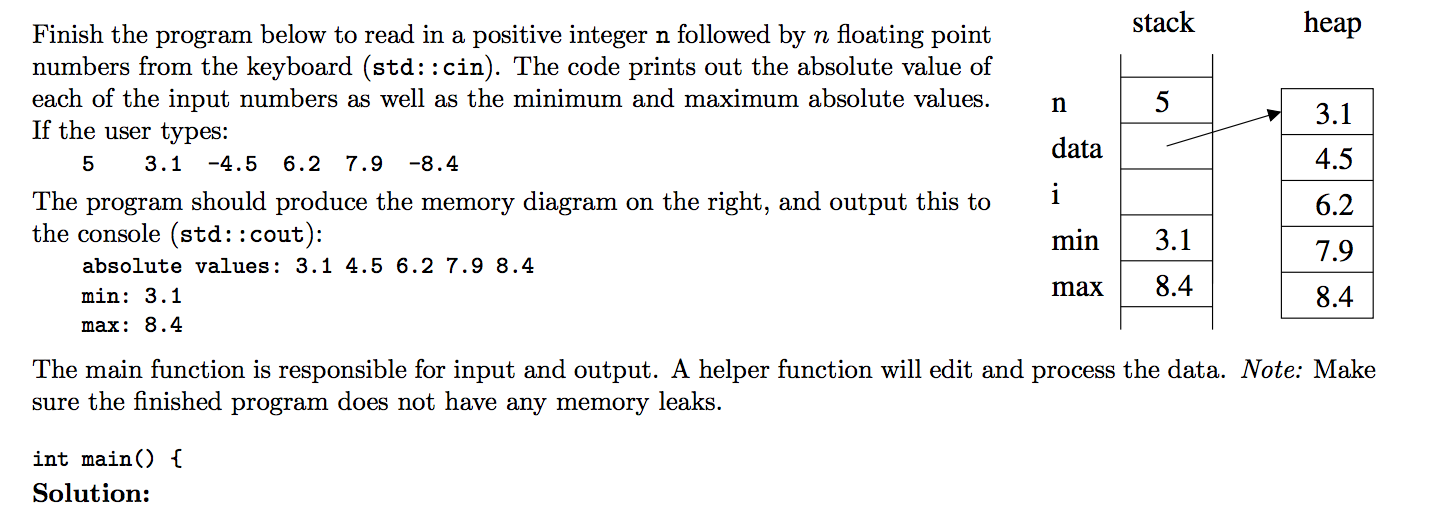 Finish the program below to read in a positive integer n followed by n floating point
numbers from the keyboard (std::cin). The code prints out the absolute value of
each of the input numbers as well as the minimum and maximum absolute values.
If the user types:
5 3.1 -4.5 6.2 7.9 -8.4
The program should produce the memory diagram on the right, and output this to
the console (std::cout):
absolute values: 3.1 4.5 6.2 7.9 8.4
min: 3.1
max: 8.4
stack heap
n 5
data
i
min 3.1
max 8.4
3.1
4.5
6.2
7.9
8.4
The main function is responsible for input and output. A helper function will edit and process the data. Note: Make
sure the finished program does not have any memory leaks.
int main() {
Solution: